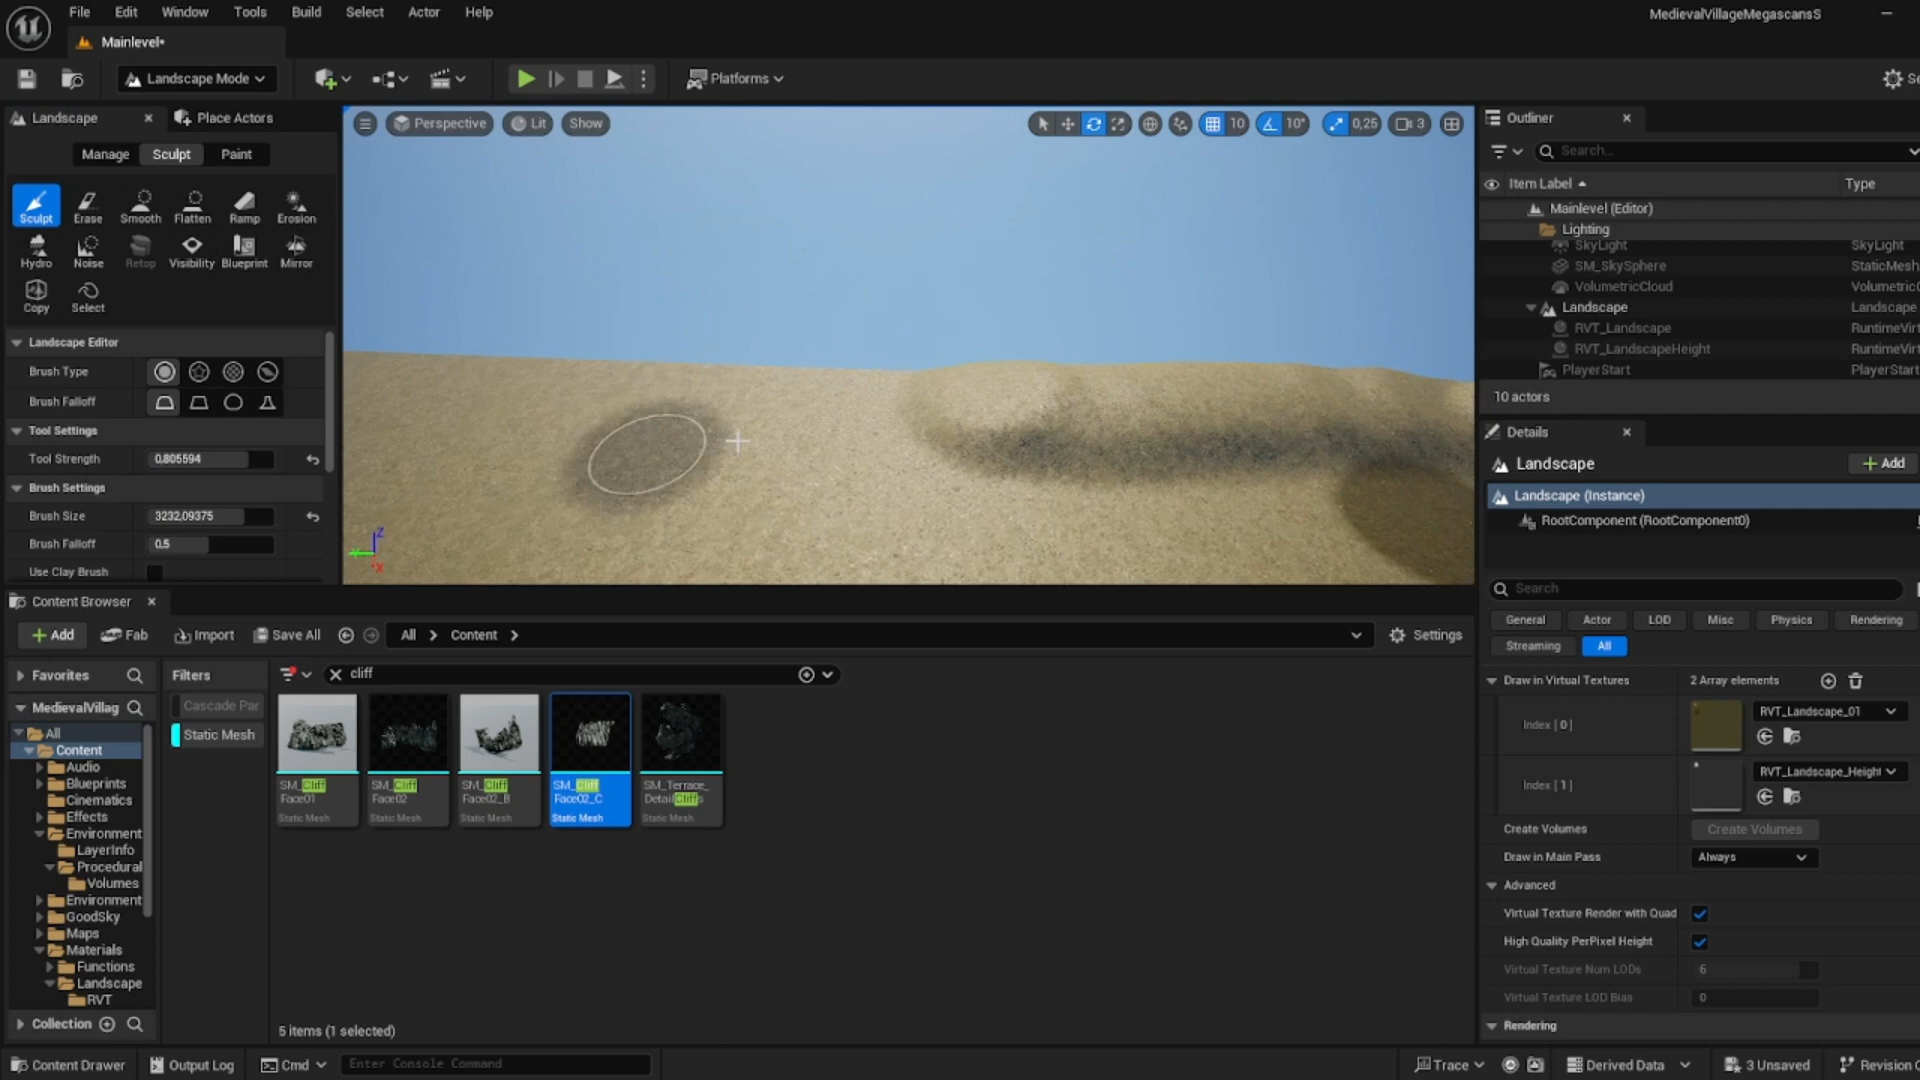 File Edit Window Tools Build Select Actor Help
MedievalVillageMegascansS
Mainlevel•
Landscape Mode
Platforms
Landscape
Place Actors
Manage Sculpt Paint
Sculpt Erase Smooth Flatten Ramp Erosion
Hydro Noise Retop Visibility Blueprint Mirror
Copy Select
Landscape Editor
Brush Type
Brush Falloff
Tool Settings
Tool Strength 0,805594
Brush Settings
Brush Size 3232,09375
Brush Falloff 0,5
Use Clay Brush
Perspective Lit Show
10 10° 0,25 3
Z
X
Outliner
Search...
Item Label Type
Mainlevel (Editor)
Lighting
SkyLight SkyLight
SM_SkySphere StaticMesh
VolumetricCloud VolumetricC
Landscape Landscape
RVT_Landscape RuntimeVirt
RVT_LandscapeHeight RuntimeVirt
PlayerStart PlayerStart
10 actors
Details
Landscape
+ Add
Landscape (Instance)
RootComponent (RootComponent0)
Search
General Actor LOD Misc Physics Rendering
Streaming All
Draw in Virtual Textures 2 Array elements
Index [ 0 ] RVT_Landscape_01
Index [ 1 ] RVT_Landscape_Height
Create Volumes Create Volumes
Draw in Main Pass Always
Advanced
Virtual Texture Render with Quad
High Quality PerPixel Height
Virtual Texture Num LODs 6
Virtual Texture LOD Bias 0
Rendering
Content Browser
+ Add Fab Import Save All All Content Settings
Favorites
MedievalVillag
All
Content
Audio
Blueprints
Cinematics
Effects
Environment
LayerInfo
Procedural
Volumes
Environment
GoodSky
Maps
Materials
Functions
Landscape
RVT
Collection
Filters
Cascade Par
Static Mesh
cliff
SM_Cliff
Face01
Static Mesh
SM_Cliff
Face02
Static Mesh
SM_Cliff
Face02_B
Static Mesh
SM_Cliff
Face02_C
Static Mesh
SM_Terrace_
DetailCliffs
Static Mesh
5 items (1 selected)
Content Drawer Output Log Cmd Enter Console Command
Trace Derived Data 3 Unsaved Revision C